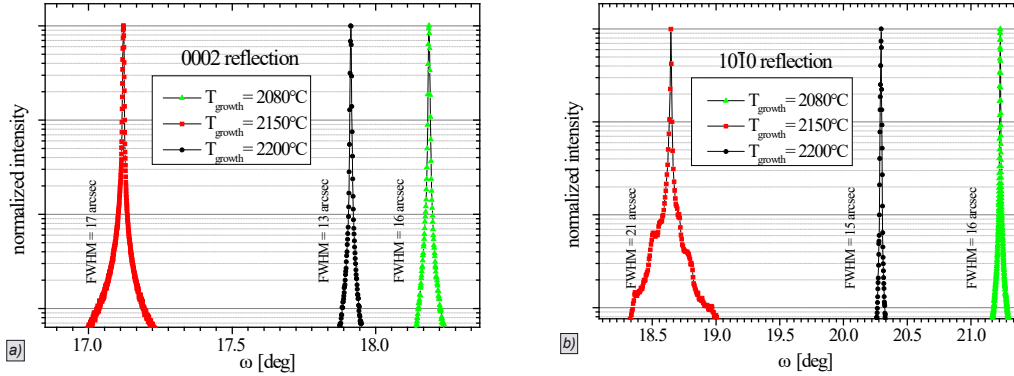 0002 reflection
T_growth = 2080°C
T_growth = 2150°C
T_growth = 2200°C
normalized intensity
FWHM = 17 arcsec
FWHM = 13 arcsec
FWHM = 16 arcsec
17.0 17.5 18.0
ω [deg]
a)
101̅0 reflection
T_growth = 2080°C
T_growth = 2150°C
T_growth = 2200°C
normalized intensity
FWHM = 21 arcsec
FWHM = 15 arcsec
FWHM = 16 arcsec
18.5 19.0 19.5 20.0 20.5 21.0
ω [deg]
b)